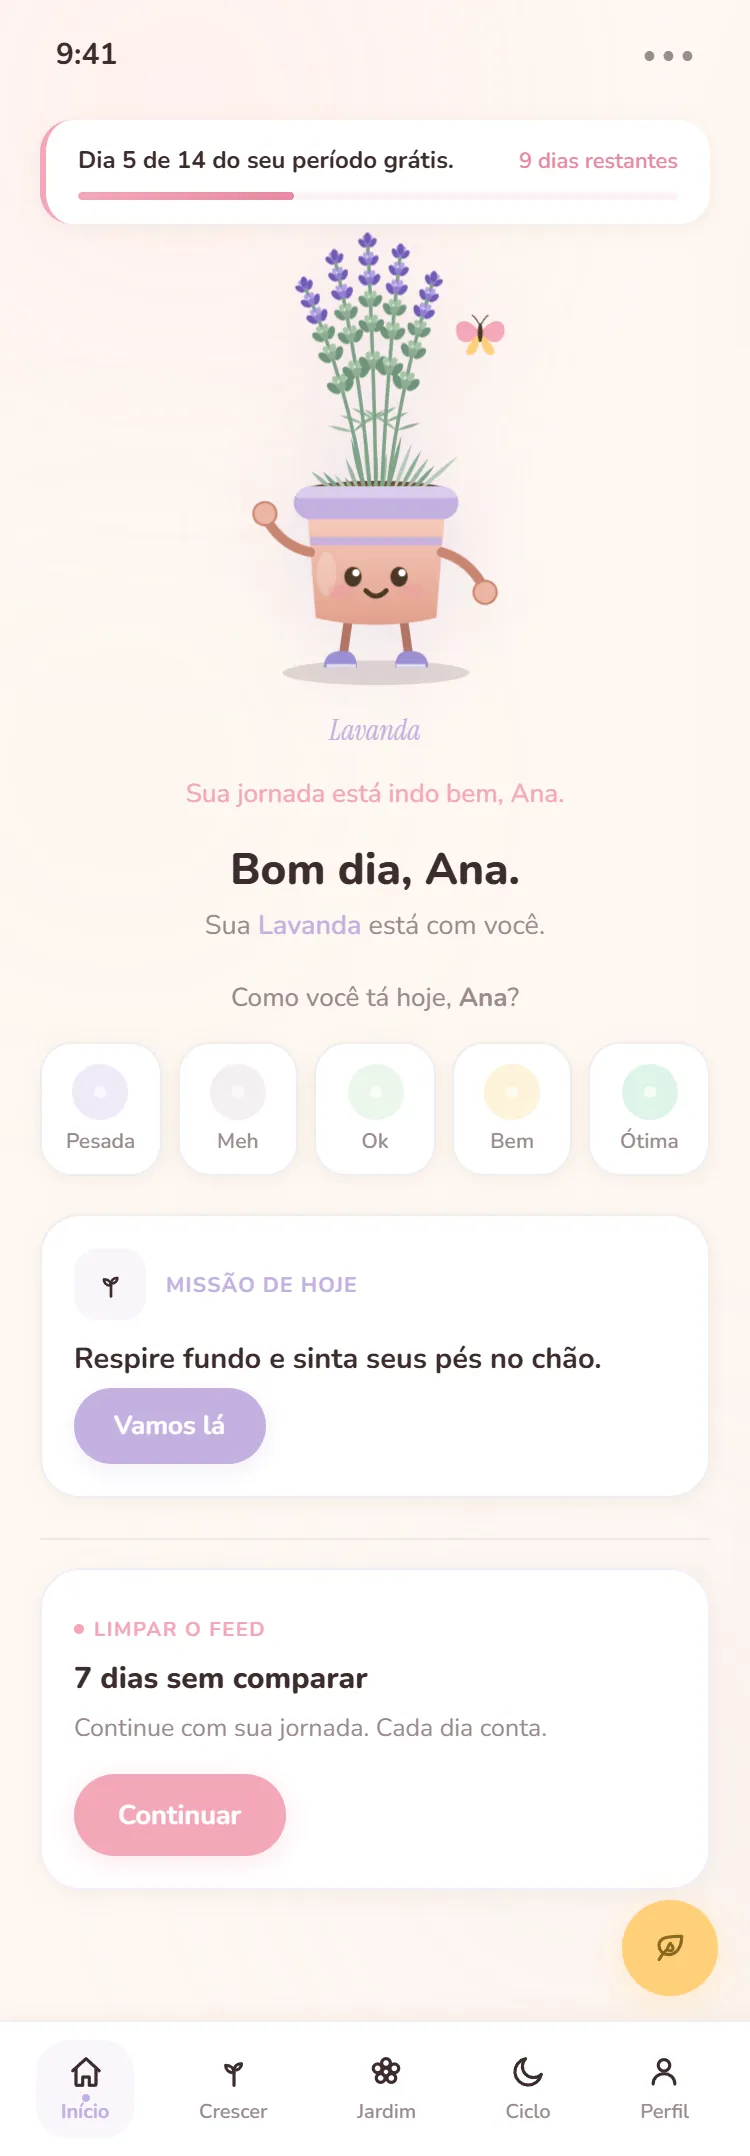 9:41
Dia 5 de 14 do seu período grátis.
9 dias restantes
Lavanda
Sua jornada está indo bem, Ana.
Bom dia, Ana.
Sua Lavanda está com você.
Como você tá hoje, Ana?
Pesada
Meh
Ok
Bem
Ótima
MISSÃO DE HOJE
Respire fundo e sinta seus pés no chão.
Vamos lá
LIMPAR O FEED
7 dias sem comparar
Continue com sua jornada. Cada dia conta.
Continuar
Início
Crescer
Jardim
Ciclo
Perfil